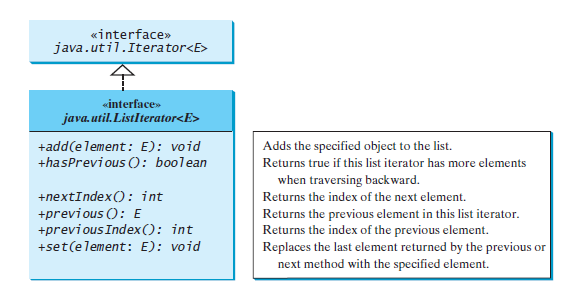 «interface»
java.util.Iterator<E>
«interface»
java.util.ListIterator<E>
+add(element: E): void
+hasPrevious(): boolean
+nextIndex(): int
+previous(): E
+previousIndex(): int
+set(element: E): void
Adds the specified object to the list.
Returns true if this list iterator has more elements
when traversing backward.
Returns the index of the next element.
Returns the previous element in this list iterator.
Returns the index of the previous element.
Replaces the last element returned by the previous or
next method with the specified element.